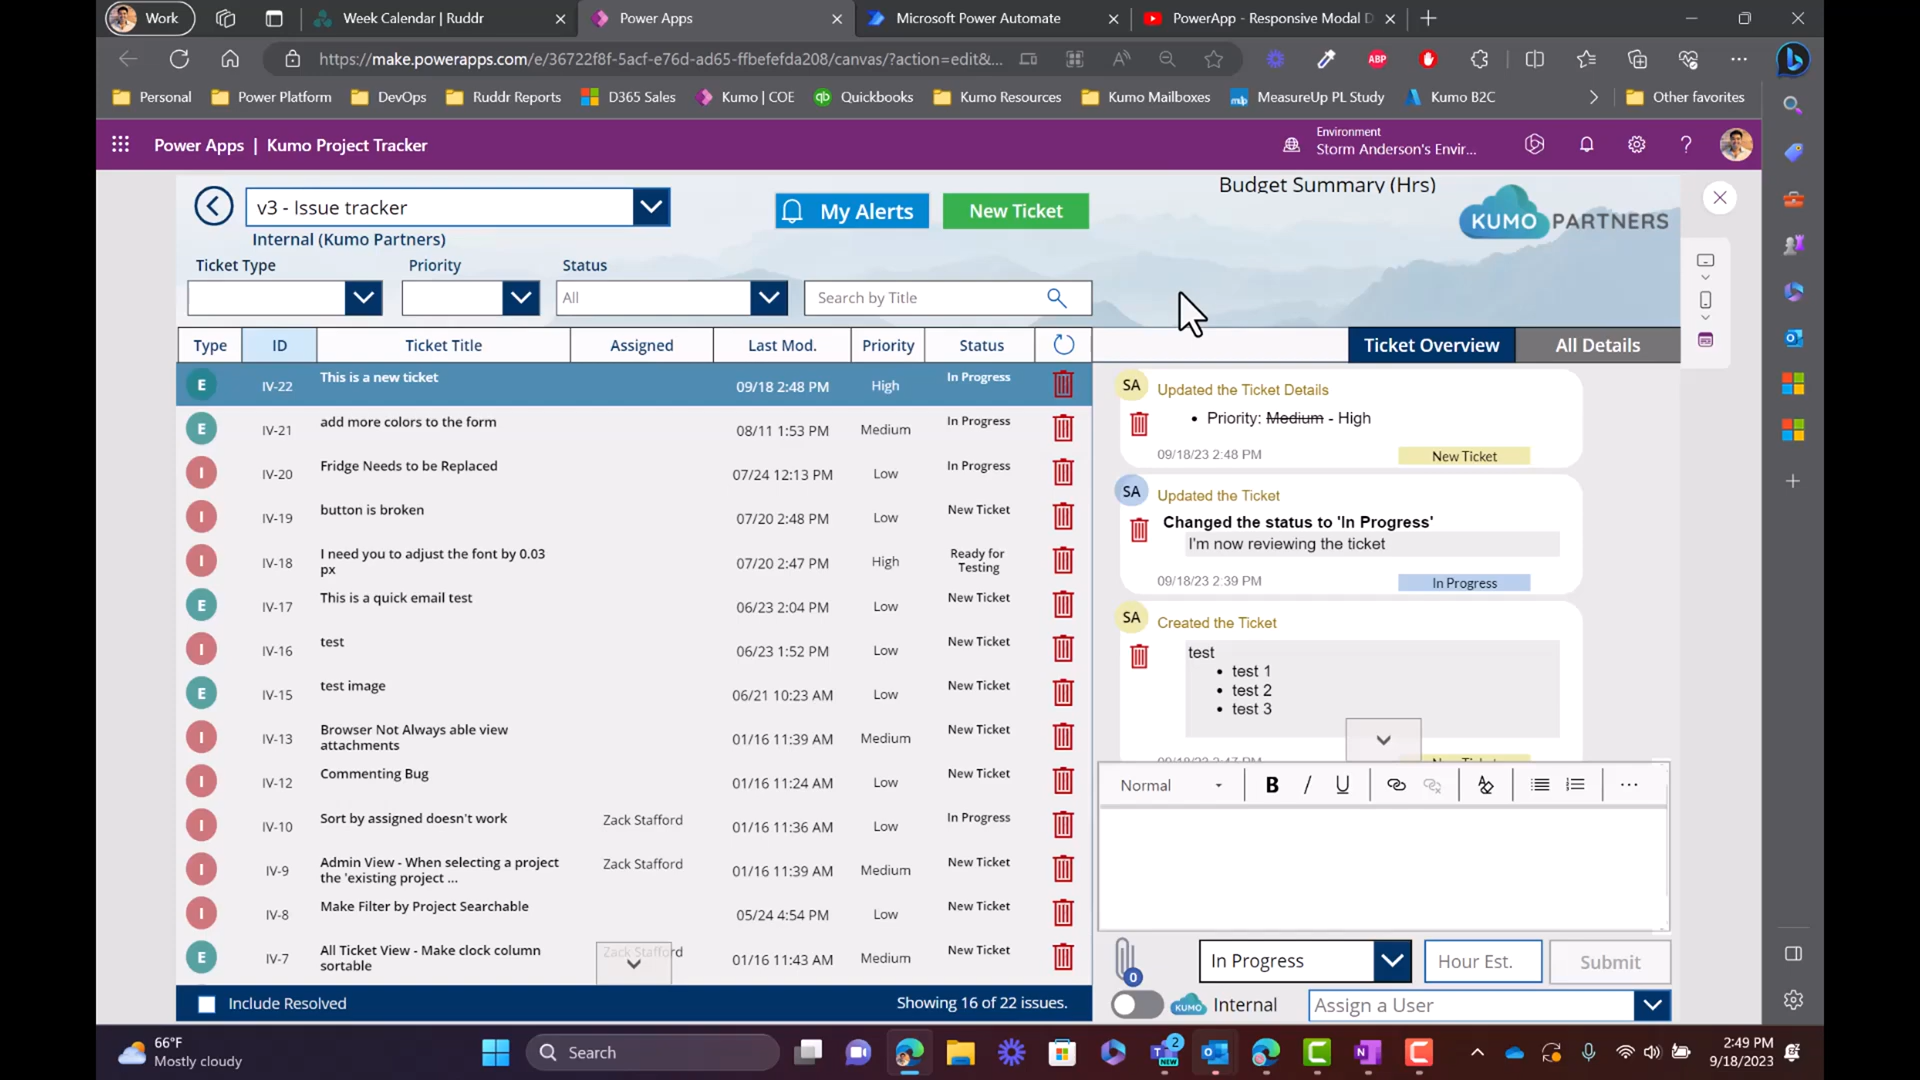 Work
Week Calendar | Ruddr
Power Apps
Microsoft Power Automate
PowerApp - Responsive Modal D
https://make.powerapps.com/e/36722f8f-5acf-e76d-ad65-ffbefefda208/canvas/?action=edit&...
ABP
Personal
Power Platform
DevOps
Ruddr Reports
D365 Sales
Kumo | COE
qb
Quickbooks
Kumo Resources
Kumo Mailboxes
MeasureUp PL Study
Kumo B2C
Other favorites
Power Apps | Kumo Project Tracker
Environment
Storm Anderson's Envir...
v3 - Issue tracker
Internal (Kumo Partners)
My Alerts
New Ticket
Budget Summary (Hrs)
KUMO PARTNERS
Ticket Type
Priority
Status
All
Search by Title
Type ID Ticket Title Assigned Last Mod. Priority Status
E IV-22 This is a new ticket 09/18 2:48 PM High In Progress
E IV-21 add more colors to the form 08/11 1:53 PM Medium In Progress
I IV-20 Fridge Needs to be Replaced 07/24 12:13 PM Low In Progress
I IV-19 button is broken 07/20 2:48 PM Low New Ticket
I IV-18 I need you to adjust the font by 0.03
px 07/20 2:47 PM High Ready for
Testing
E IV-17 This is a quick email test 06/23 2:04 PM Low New Ticket
I IV-16 test 06/23 1:52 PM Low New Ticket
E IV-15 test image 06/21 10:23 AM Low New Ticket
I IV-13 Browser Not Always able view
attachments 01/16 11:39 AM Medium New Ticket
I IV-12 Commenting Bug 01/16 11:24 AM Low New Ticket
I IV-10 Sort by assigned doesn't work Zack Stafford 01/16 11:36 AM Low In Progress
I IV-9 Admin View - When selecting a project
the 'existing project ... Zack Stafford 01/16 11:39 AM Medium New Ticket
I IV-8 Make Filter by Project Searchable 05/24 4:54 PM Low New Ticket
E IV-7 All Ticket View - Make clock column
sortable Zack Stafford 01/16 11:43 AM Medium New Ticket
Include Resolved
Showing 16 of 22 issues.
Ticket Overview
All Details
SA Updated the Ticket Details
• Priority: Medium - High
09/18/23 2:48 PM New Ticket
SA Updated the Ticket
Changed the status to 'In Progress'
I'm now reviewing the ticket
09/18/23 2:39 PM In Progress
SA Created the Ticket
test
• test 1
• test 2
• test 3
Normal
B I U
0
In Progress
Hour Est.
Submit
KUMO Internal
Assign a User
66°F
Mostly cloudy
Search
2
NEW
2:49 PM
9/18/2023